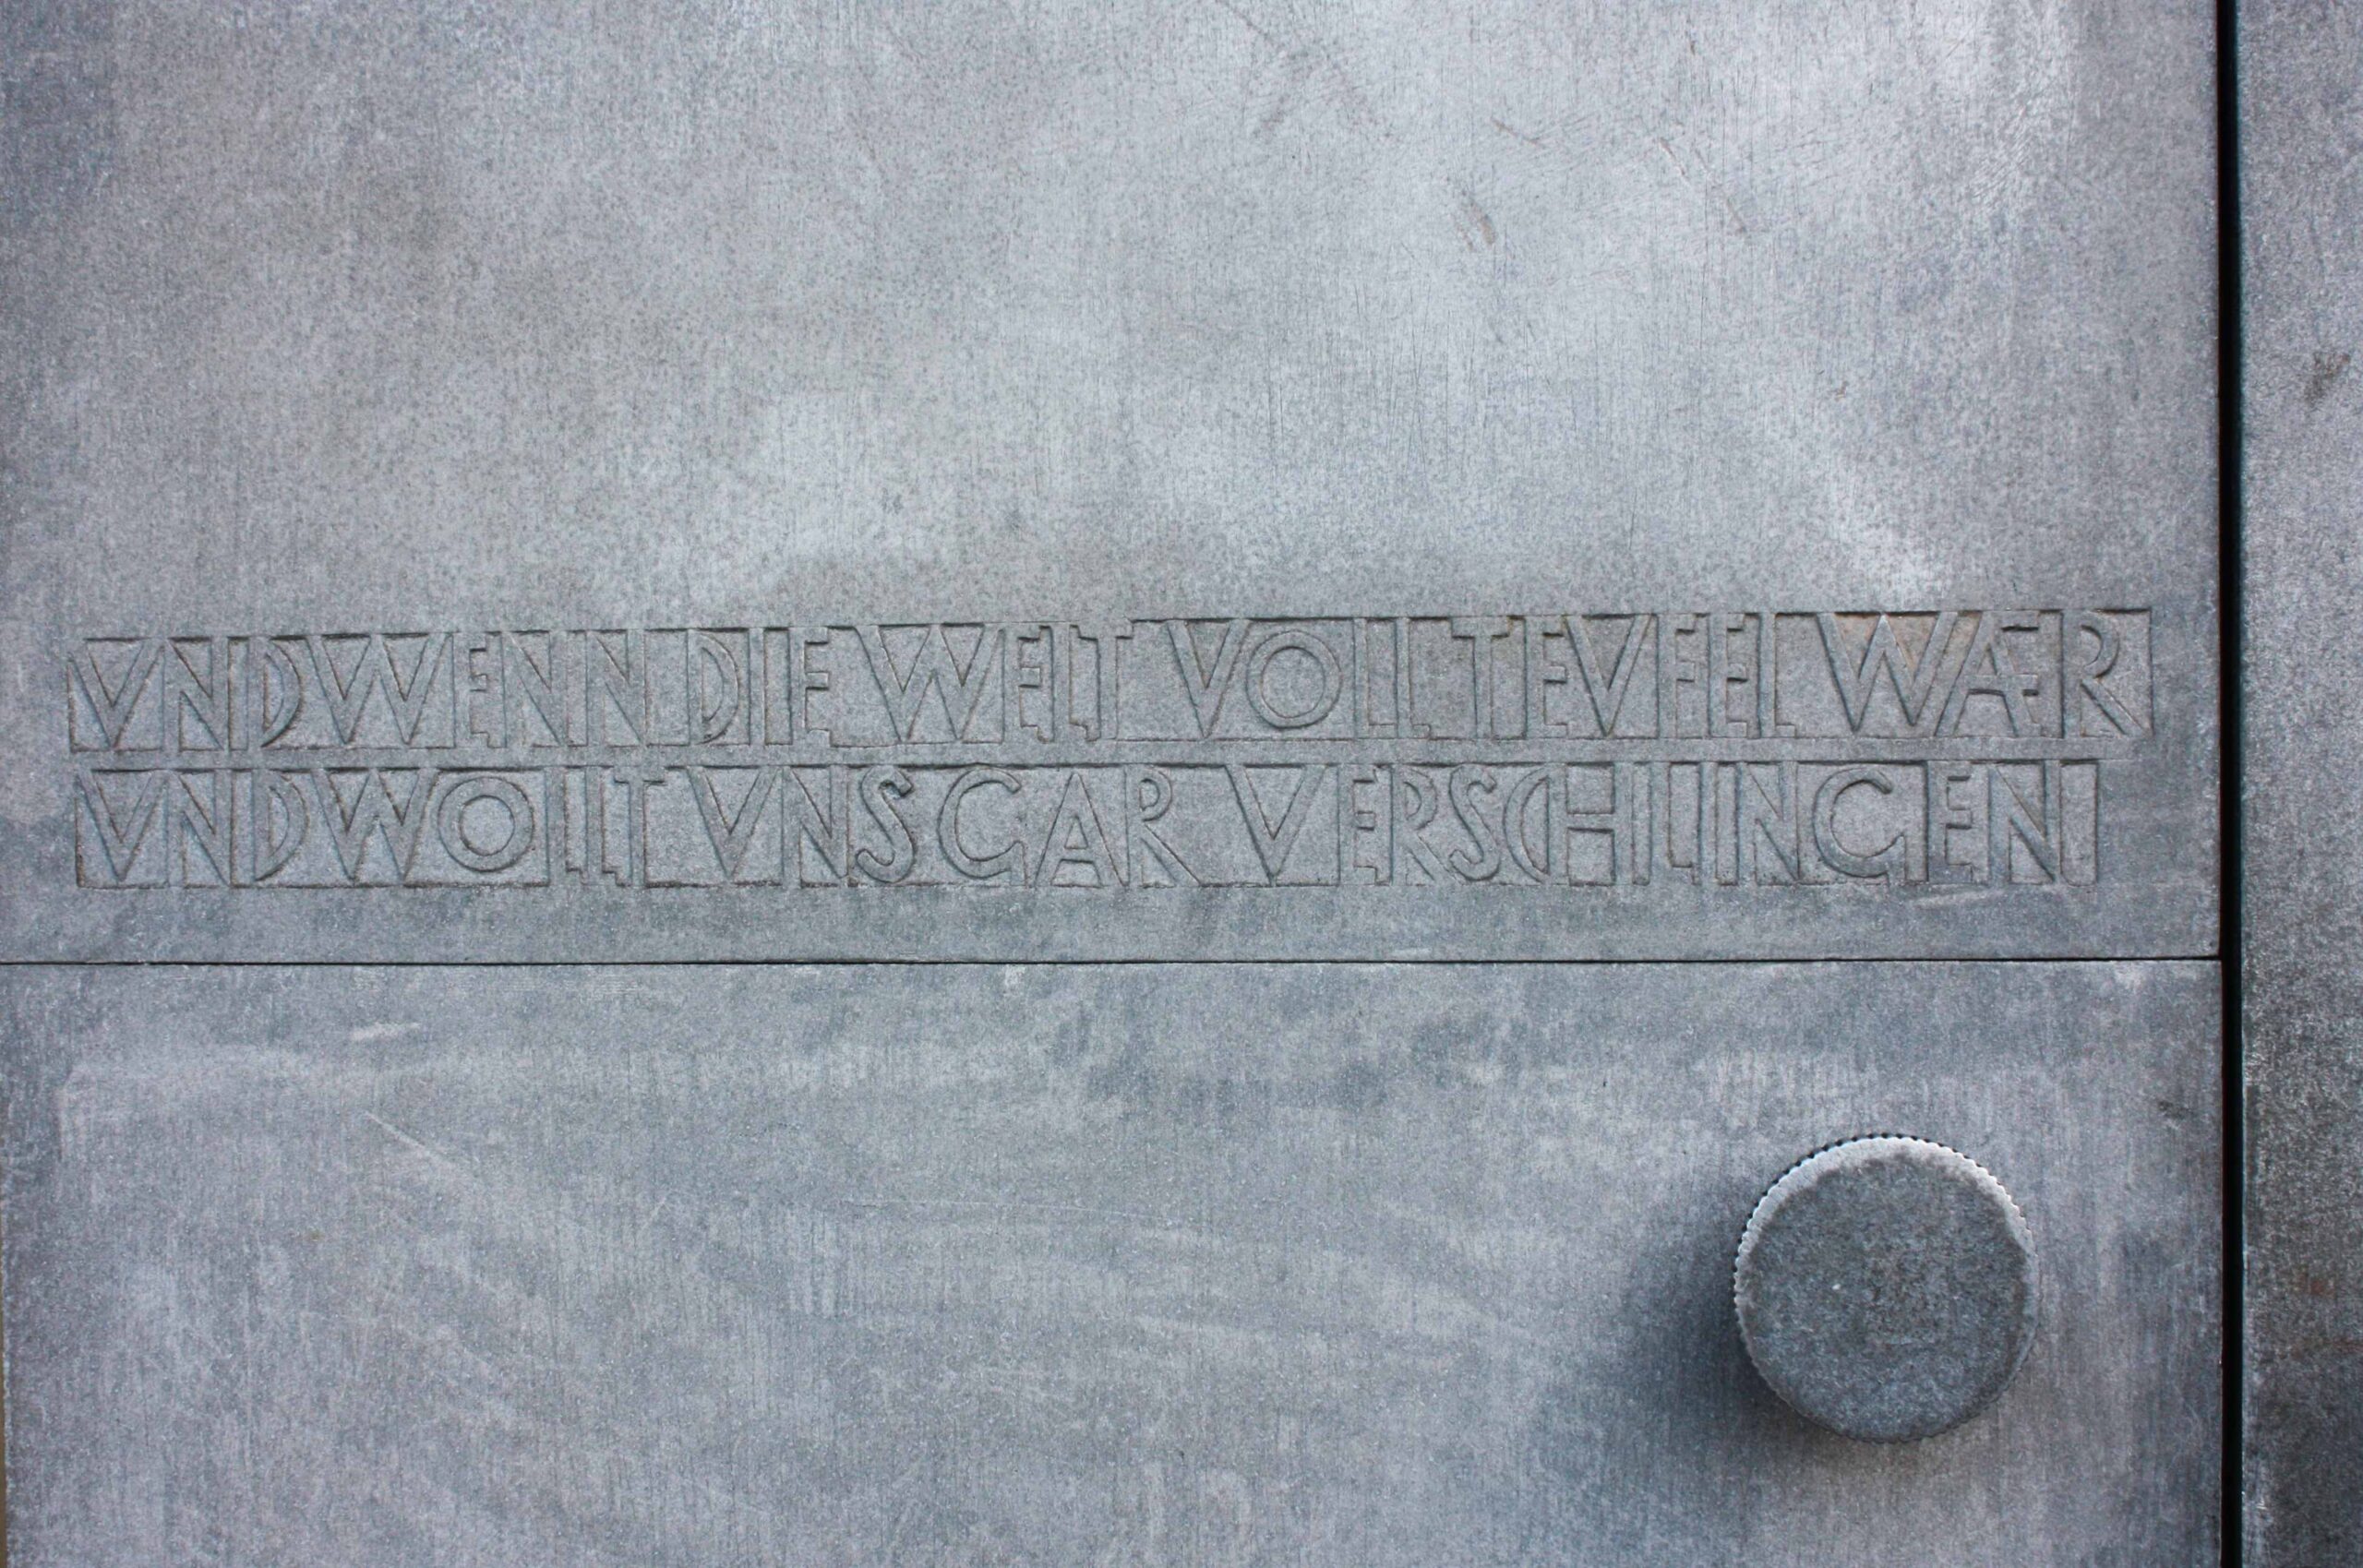 VND WENN DIE WELT VOLL TEVFEL WÆR
VND WOLLT VNS GAR VERSCHLINGEN